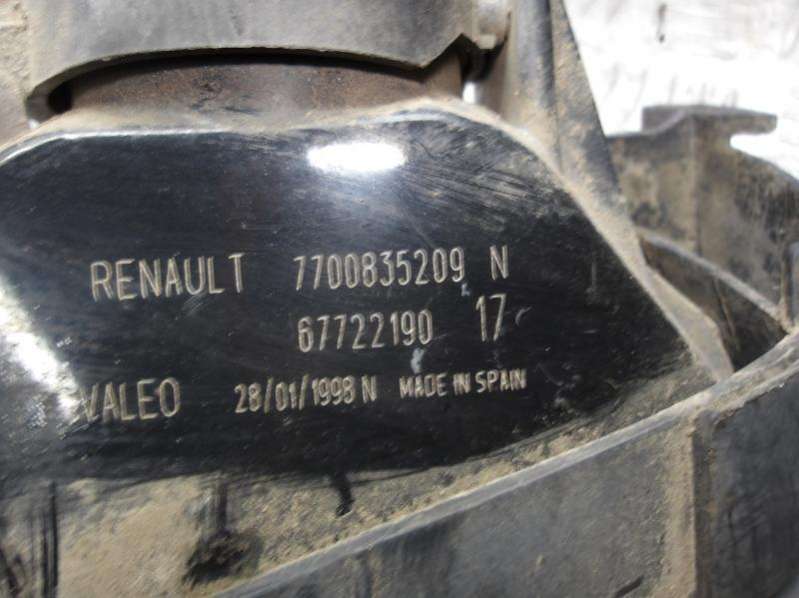 RENAULT 7700835209 N
67722190 17
VALEO 28/01/1998 N MADE IN SPAIN